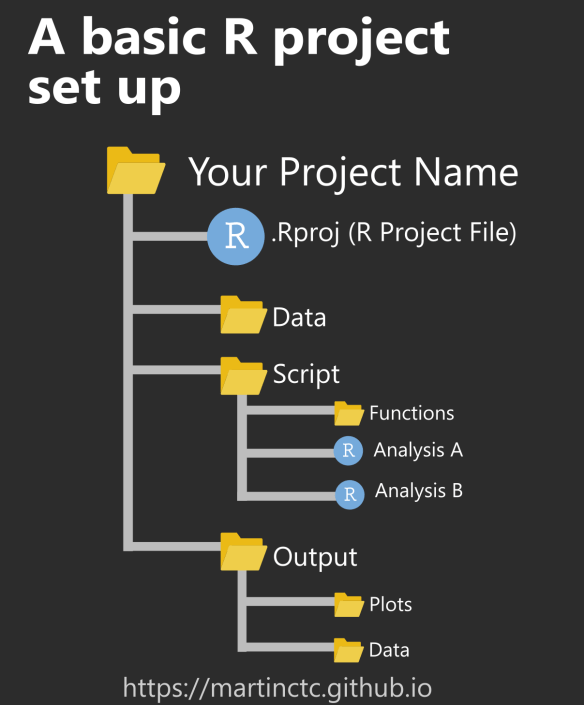 A basic R project
set up
Your Project Name
R .Rproj (R Project File)
Data
Script
Functions
R Analysis A
R Analysis B
Output
Plots
Data
https://martinctc.github.io